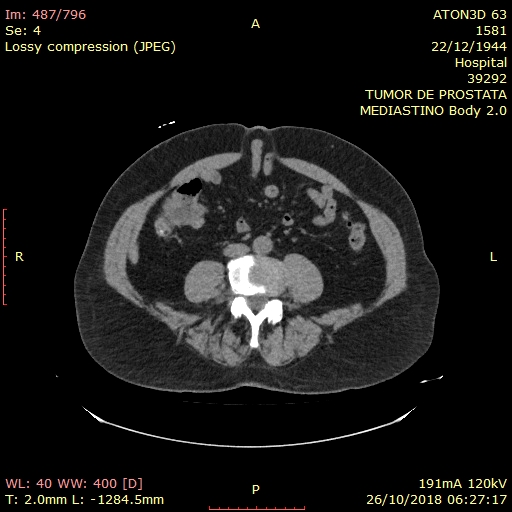 Im: 487/796
Se: 4
Lossy compression (JPEG)
A
ATON3D 63
1581
22/12/1944
Hospital
39292
TUMOR DE PROSTATA
MEDIASTINO Body 2.0
R
L
WL: 40 WW: 400 [D]
T: 2.0mm L: -1284.5mm
P
191mA 120kV
26/10/2018 06:27:17